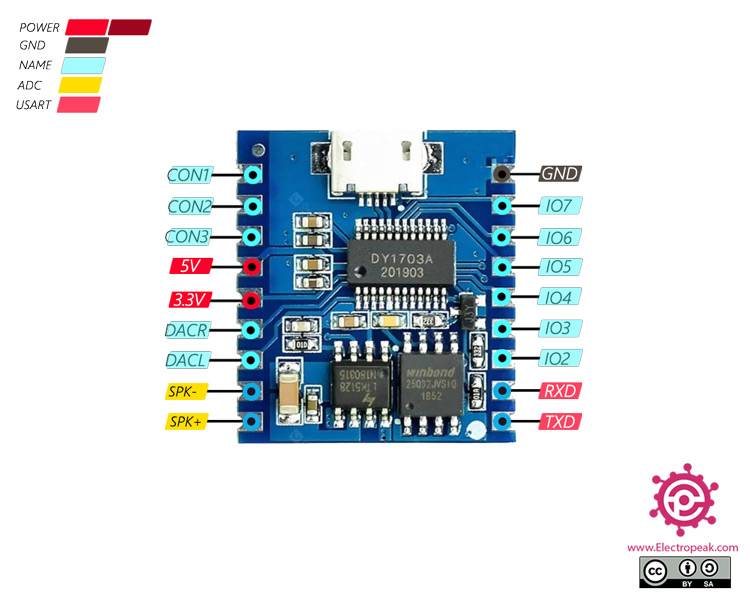 POWER
GND
NAME
ADC
USART
CON1
CON2
CON3
5V
3.3V
DACR
DACL
SPK-
SPK+
GND
IO7
IO6
IO5
IO4
IO3
IO2
RXD
TXD
DY1703A
201903
LTK5128
winbond
25Q32JVSIQ
1852
www.Electropeak.com
cc
BY SA